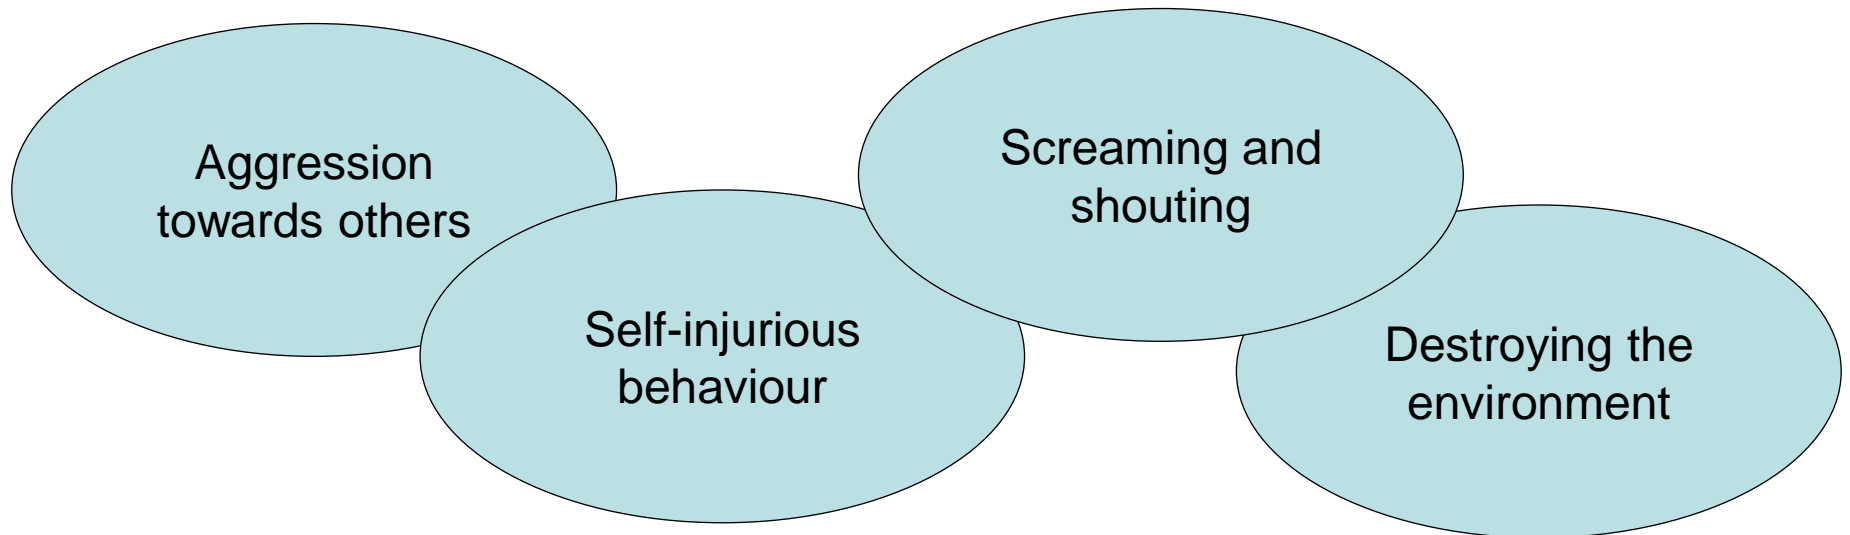 Aggression
towards others
Self-injurious
behaviour
Screaming and
shouting
Destroying the
environment